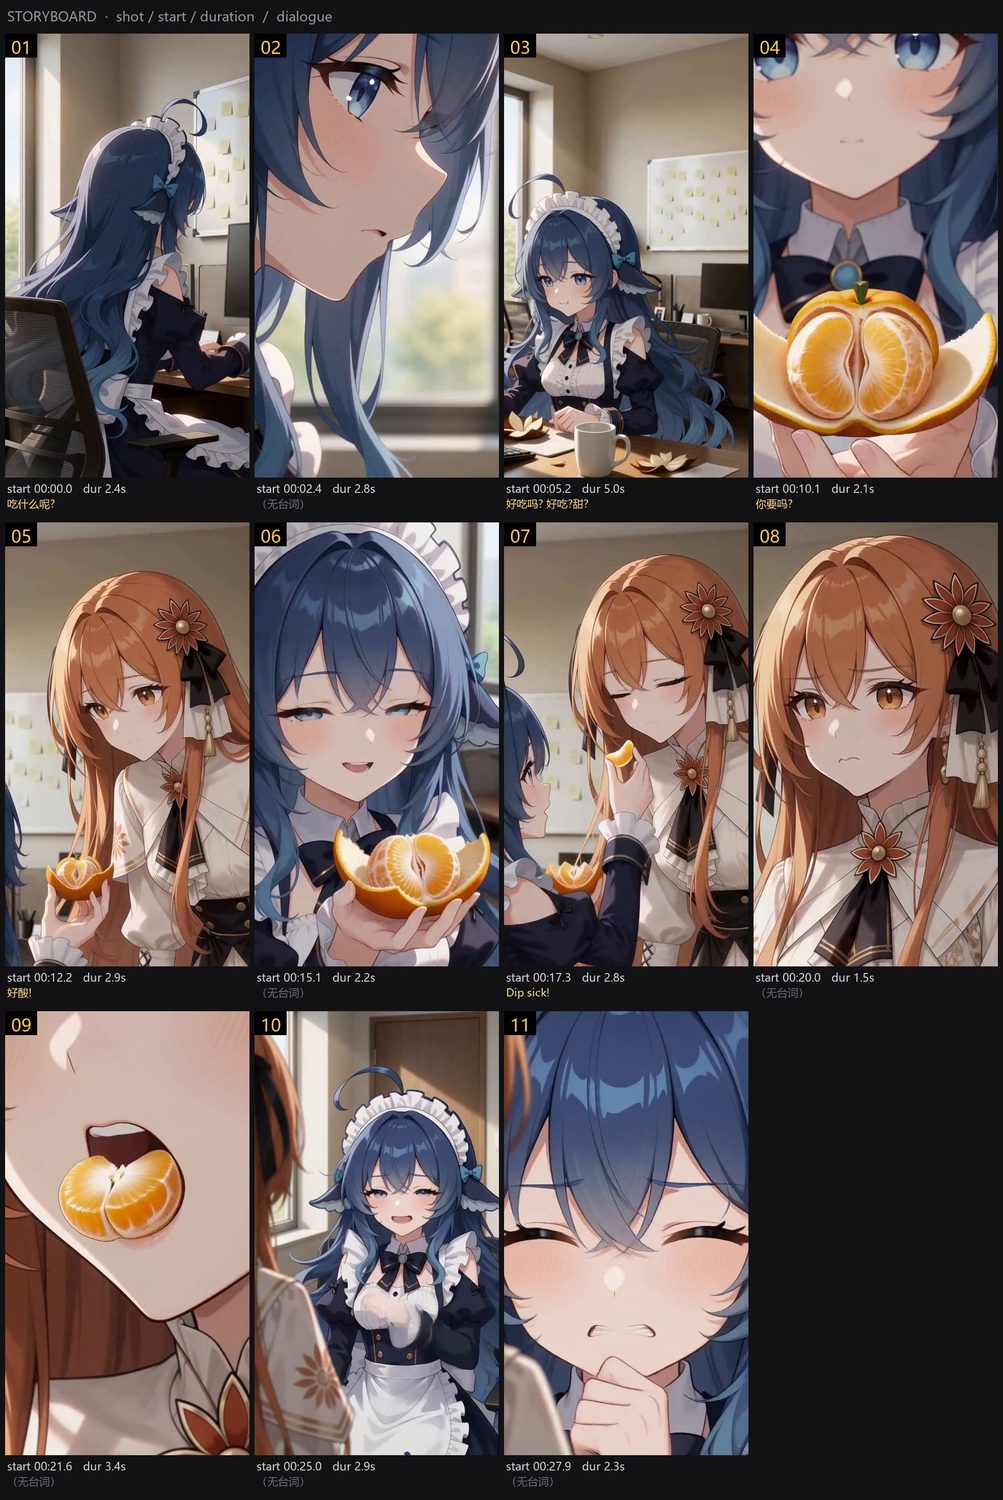 STORYBOARD · shot / start / duration / dialogue
01
02
03
04
start 00:00.0 dur 2.4s
吃什么呢?
start 00:02.4 dur 2.8s
（无台词）
start 00:05.2 dur 5.0s
好吃吗? 好吃?甜?
start 00:10.1 dur 2.1s
你要吗?
05
06
07
08
start 00:12.2 dur 2.9s
好酸!
start 00:15.1 dur 2.2s
（无台词）
start 00:17.3 dur 2.8s
Dip sick!
start 00:20.0 dur 1.5s
（无台词）
09
10
11
start 00:21.6 dur 3.4s
（无台词）
start 00:25.0 dur 2.9s
（无台词）
start 00:27.9 dur 2.3s
（无台词）